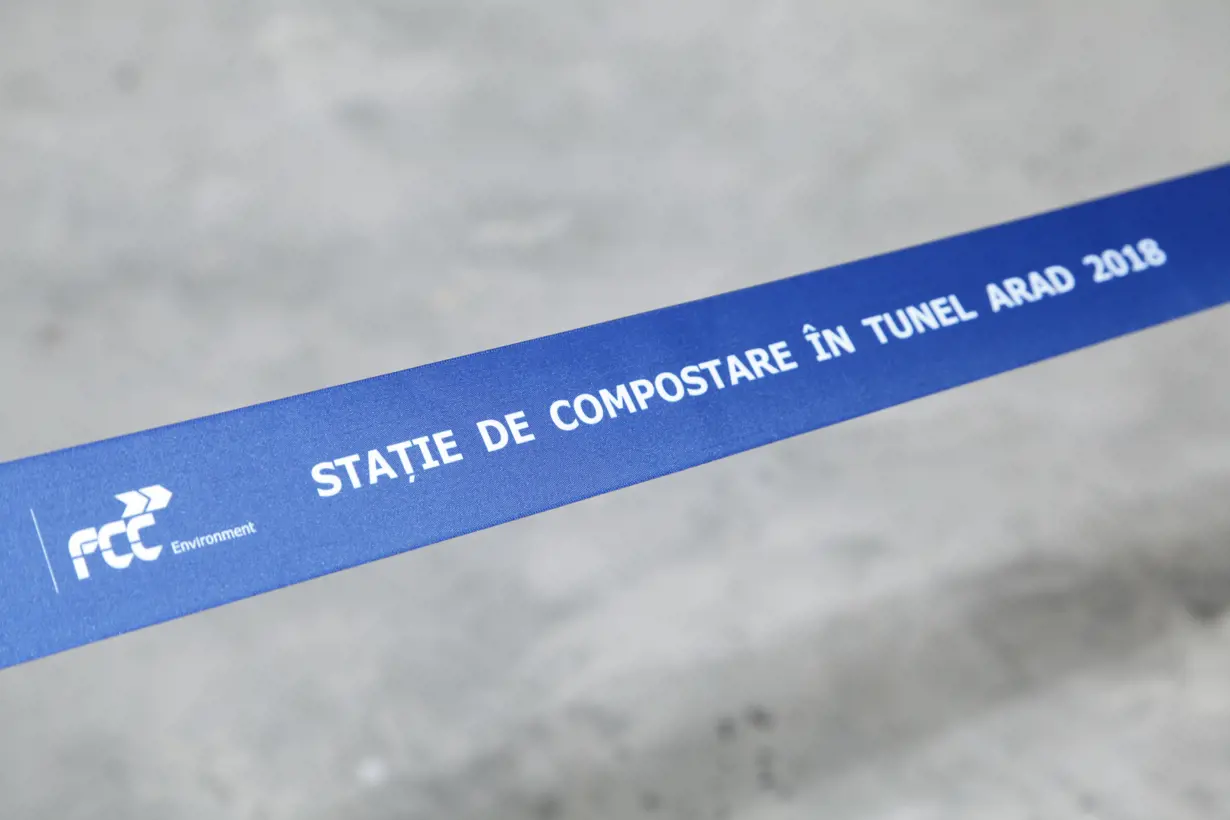 FCC Environment
STAȚIE DE COMPOSTARE ÎN TUNEL ARAD 2018